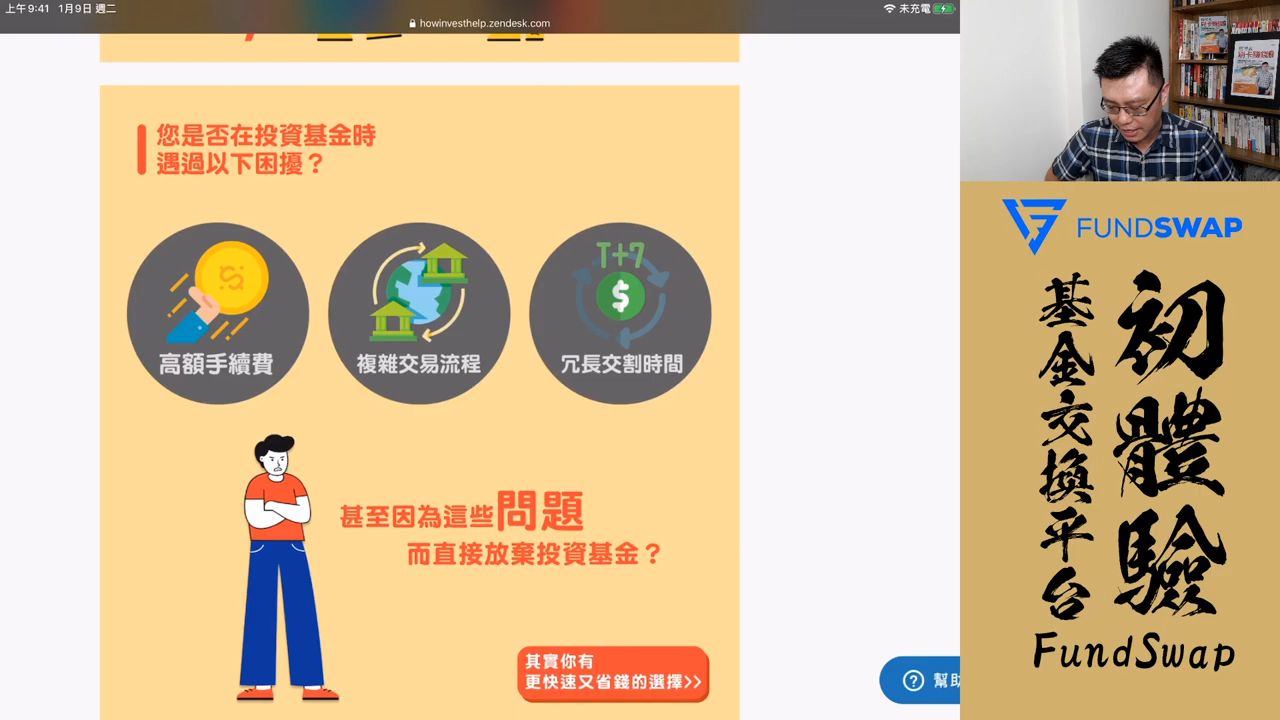 上午9:41 1月9日 週二
howinvesthelp.zendesk.com
未充電
您是否在投資基金時
遇過以下困擾？
高額手續費
複雜交易流程
T+7
冗長交割時間
甚至因為這些問題
而直接放棄投資基金？
其實你有
更快速又省錢的選擇>>
幫助
FUNDSWAP
初體驗
基金交換平台
FundSwap